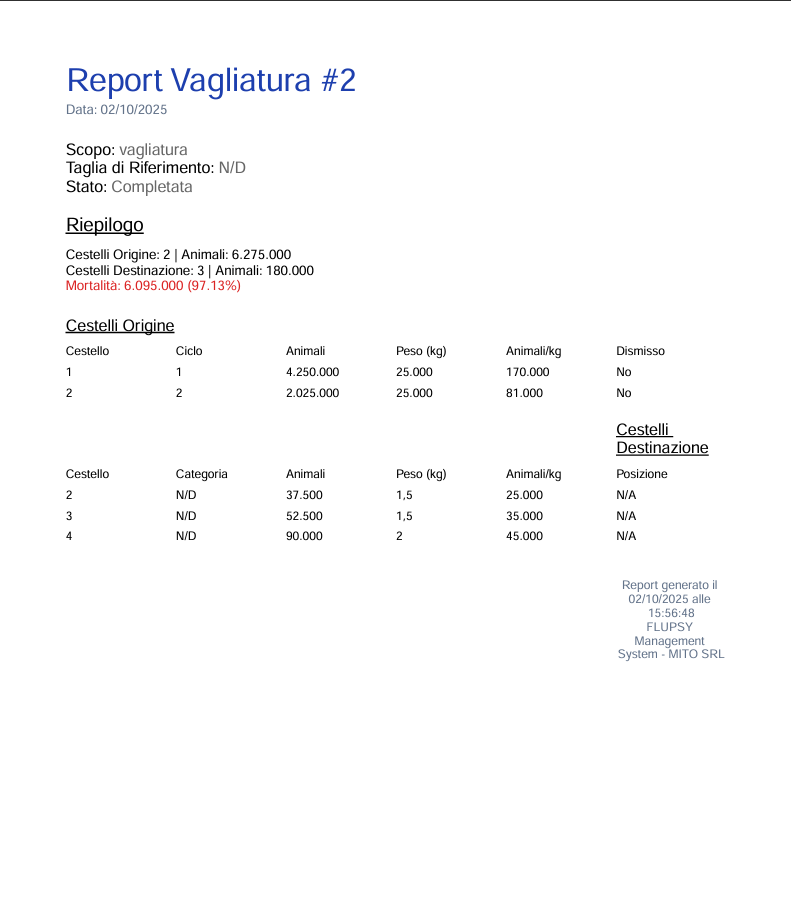 Report Vagliatura #2
Data: 02/10/2025
Scopo: vagliatura
Taglia di Riferimento: N/D
Stato: Completata
Riepilogo
Cestelli Origine: 2 | Animali: 6.275.000
Cestelli Destinazione: 3 | Animali: 180.000
Mortalità: 6.095.000 (97.13%)
Cestelli Origine
Cestello Ciclo Animali Peso (kg) Animali/kg Dismisso
1 1 4.250.000 25.000 170.000 No
2 2 2.025.000 25.000 81.000 No
Cestelli
Destinazione
Cestello Categoria Animali Peso (kg) Animali/kg Posizione
2 N/D 37.500 1,5 25.000 N/A
3 N/D 52.500 1,5 35.000 N/A
4 N/D 90.000 2 45.000 N/A
Report generato il
02/10/2025 alle
15:56:48
FLUPSY
Management
System - MITO SRL